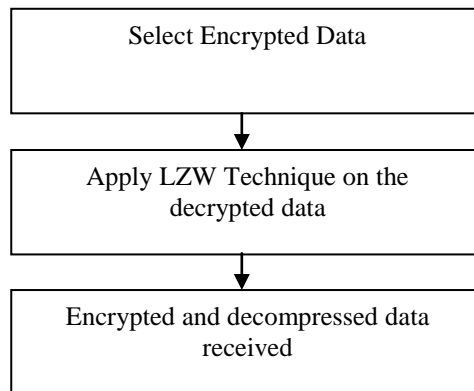 Select Encrypted Data
Apply LZW Technique on the
decrypted data
Encrypted and decompressed data
received